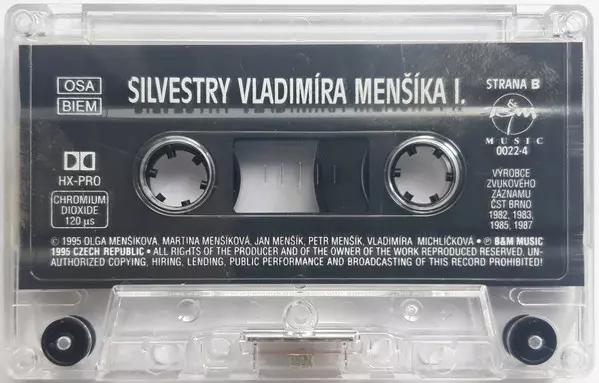 OSA
BIEM
SILVESTRY VLADIMÍRA MENŠÍKA I.
STRANA B
B&M
MUSIC
0022-4
HX-PRO
CHROMIUM
DIOXIDE
120 µs
VÝROBCE
ZVUKOVÉHO
ZÁZNAMU
ČST BRNO
1982, 1983,
1985, 1987
© 1995 OLGA MENŠÍKOVA, MARTINA MENŠÍKOVÁ, JAN MENŠÍK, PETR MENŠÍK, VLADIMÍRA MICHLIČKOVÁ • ℗ B&M MUSIC
1995 CZECH REPUBLIC • ALL RIGHTS OF THE PRODUCER AND OF THE OWNER OF THE WORK REPRODUCED RESERVED. UN-
AUTHORIZED COPYING, HIRING, LENDING, PUBLIC PERFORMANCE AND BROADCASTING OF THIS RECORD PROHIBITED!